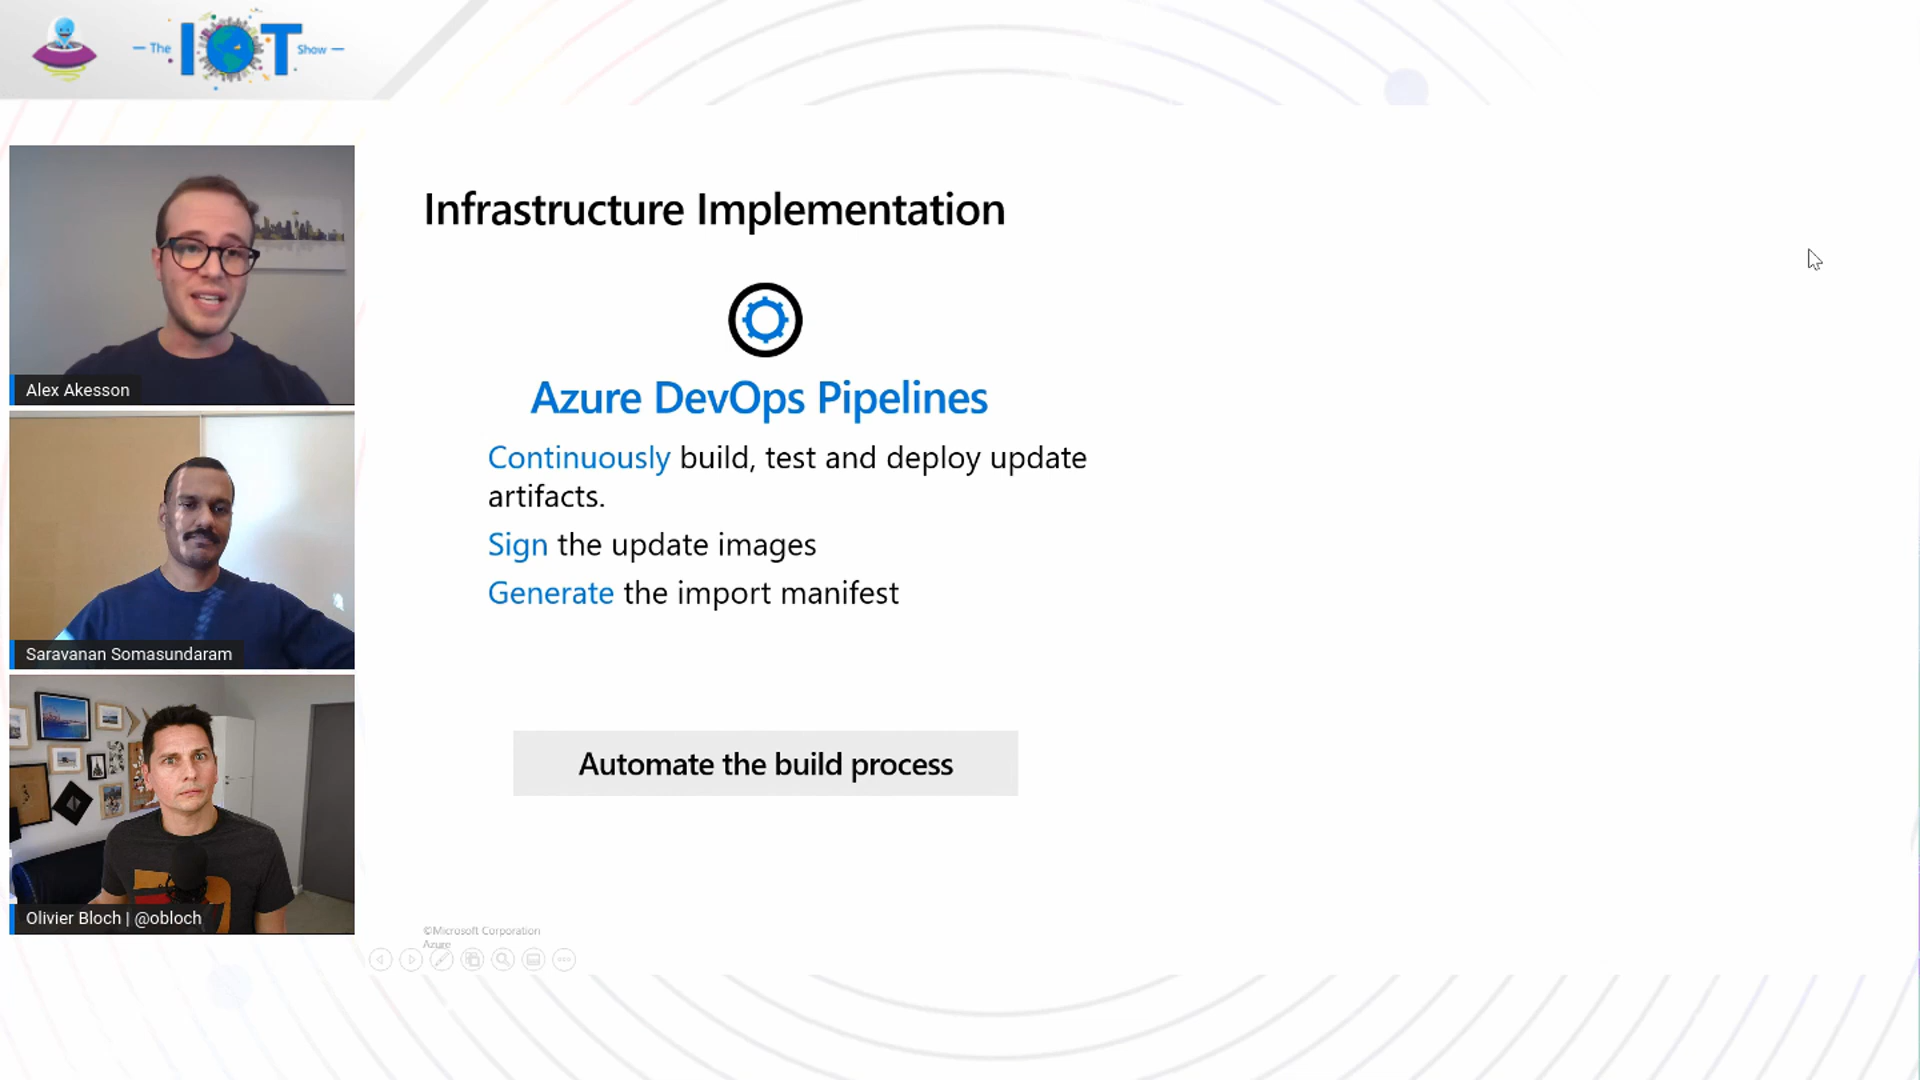 The IOT Show
Alex Akesson
Saravanan Somasundaram
Olivier Bloch | @obloch
Infrastructure Implementation
Azure DevOps Pipelines
Continuously build, test and deploy update
artifacts.
Sign the update images
Generate the import manifest
Automate the build process
©Microsoft Corporation
Azure